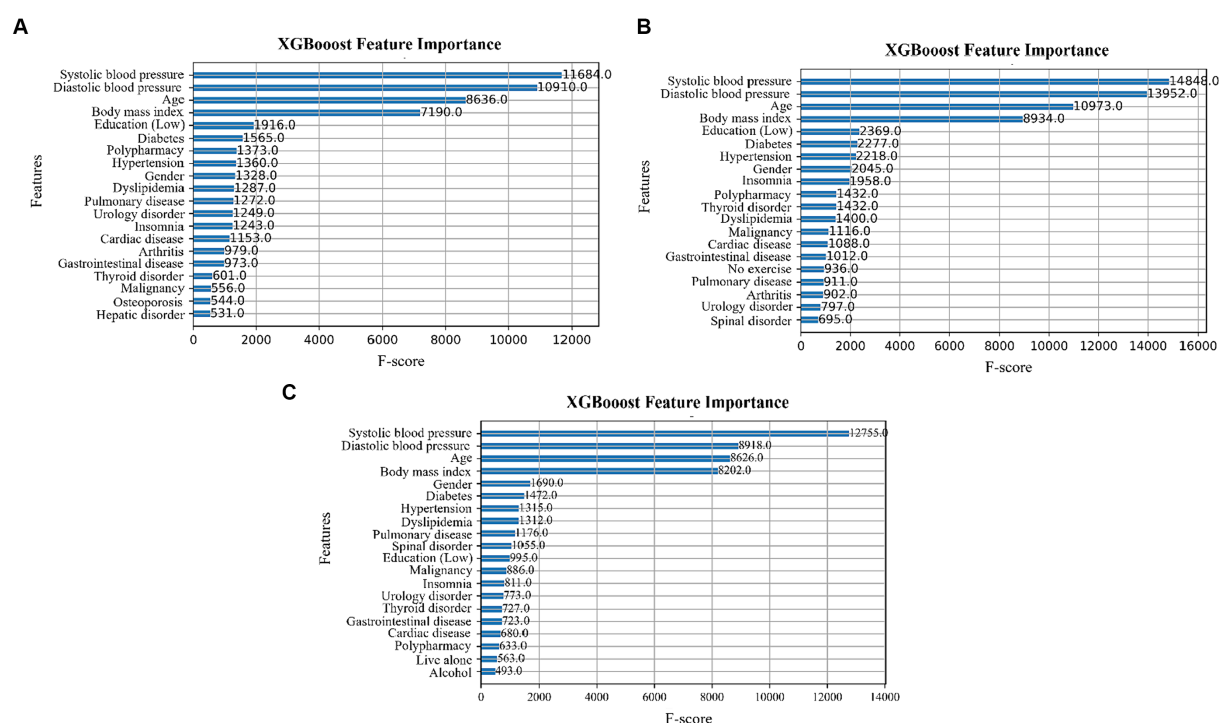 A
XGBooost Feature Importance
Features
Systolic blood pressure 11684.0
Diastolic blood pressure 10910.0
Age 8636.0
Body mass index 7190.0
Education (Low) 1916.0
Diabetes 1565.0
Polypharmacy 1373.0
Hypertension 1360.0
Gender 1328.0
Dyslipidemia 1287.0
Pulmonary disease 1272.0
Urology disorder 1249.0
Insomnia 1243.0
Cardiac disease 1153.0
Arthritis 979.0
Gastrointestinal disease 973.0
Thyroid disorder 601.0
Malignancy 556.0
Osteoporosis 544.0
Hepatic disorder 531.0
0 2000 4000 6000 8000 10000 12000
F-score
B
XGBooost Feature Importance
Features
Systolic blood pressure 14848.0
Diastolic blood pressure 13952.0
Age 10973.0
Body mass index 8934.0
Education (Low) 2369.0
Diabetes 2277.0
Hypertension 2218.0
Gender 2045.0
Insomnia 1958.0
Polypharmacy 1432.0
Thyroid disorder 1432.0
Dyslipidemia 1400.0
Malignancy 1116.0
Cardiac disease 1088.0
Gastrointestinal disease 1012.0
No exercise 936.0
Pulmonary disease 911.0
Arthritis 902.0
Urology disorder 797.0
Spinal disorder 695.0
0 2000 4000 6000 8000 10000 12000 14000 16000
F-score
C
XGBooost Feature Importance
Features
Systolic blood pressure 12755.0
Diastolic blood pressure 8918.0
Age 8626.0
Body mass index 8202.0
Gender 1690.0
Diabetes 1472.0
Hypertension 1315.0
Dyslipidemia 1312.0
Pulmonary disease 1176.0
Spinal disorder 1055.0
Education (Low) 995.0
Malignancy 886.0
Insomnia 811.0
Urology disorder 773.0
Thyroid disorder 727.0
Gastrointestinal disease 723.0
Cardiac disease 680.0
Polypharmacy 633.0
Live alone 563.0
Alcohol 493.0
0 2000 4000 6000 8000 10000 12000 14000
F-score